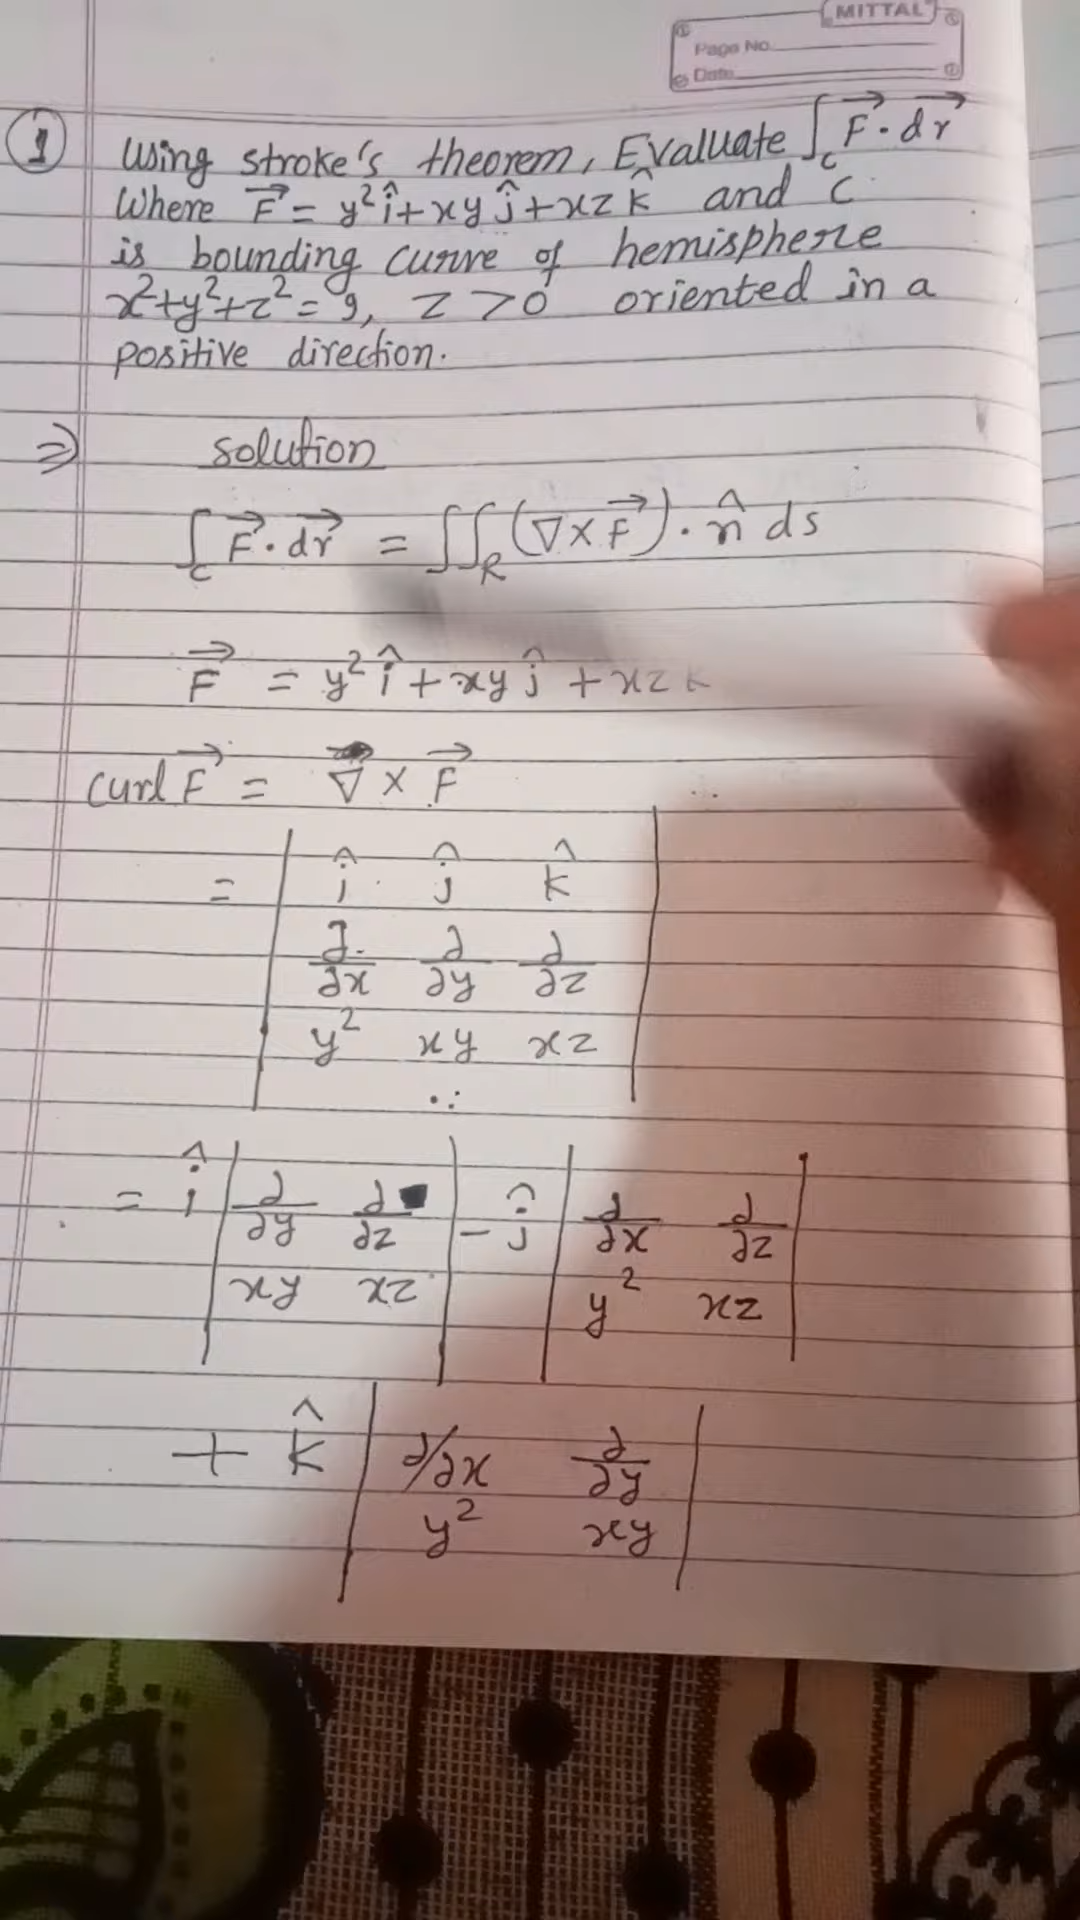 MITTAL
Page No.
Date
1 Using stroke's theorem, Evaluate ∫c F⃗·dr⃗
Where F⃗ = y² î + xy ĵ + xz k̂ and C
is bounding curve of hemisphere
x²+y²+z² = 9, z > 0 oriented in a
positive direction.
⇒ solution
∫c F⃗·dr⃗ = ∬R (∇×F⃗)·n̂ ds
F⃗ = y² î + xy ĵ + xz k
curl F⃗ = ∇ × F⃗
= | î ĵ k̂ |
| ∂/∂x ∂/∂y ∂/∂z |
| y² xy xz |
= î | ∂/∂y ∂/∂z | - ĵ | ∂/∂x ∂/∂z |
| xy xz | | y² xz |
+ k̂ | ∂/∂x ∂/∂y |
| y² xy |